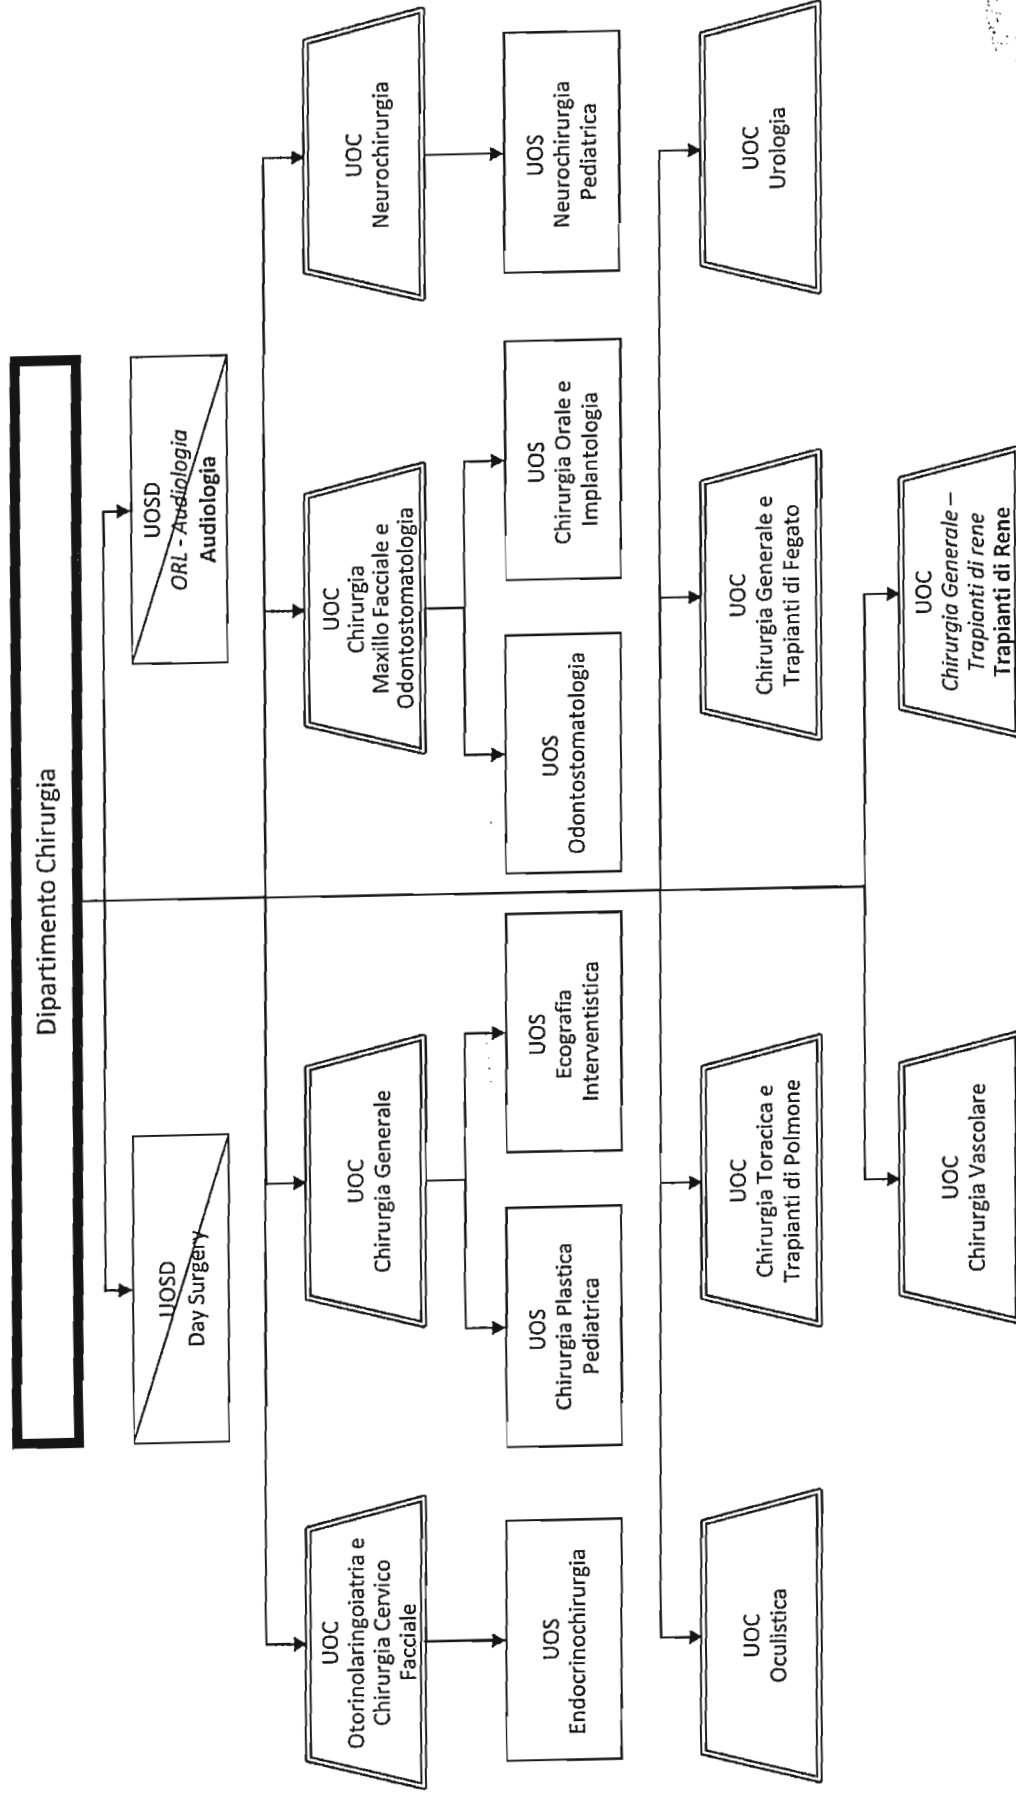 Dipartimento Chirurgia
UOSD
Day Surgery
UOSD
ORL - Audiologia
Audiologia
UOC
Otorinolaringoiatria e
Chirurgia Cervico
Facciale
UOC
Chirurgia Generale
UOC
Chirurgia
Maxillo Facciale e
Odontostomatologia
UOC
Neurochirurgia
UOS
Endocrinochirurgia
UOS
Chirurgia Plastica
Pediatrica
UOS
Ecografia
Interventistica
UOS
Odontostomatologia
UOS
Chirurgia Orale e
Implantologia
UOS
Neurochirurgia
Pediatrica
UOC
Oculistica
UOC
Chirurgia Toracica e
Trapianti di Polmone
UOC
Chirurgia Generale e
Trapianti di Fegato
UOC
Urologia
UOC
Chirurgia Vascolare
UOC
Chirurgia Generale –
Trapianti di rene
Trapianti di Rene